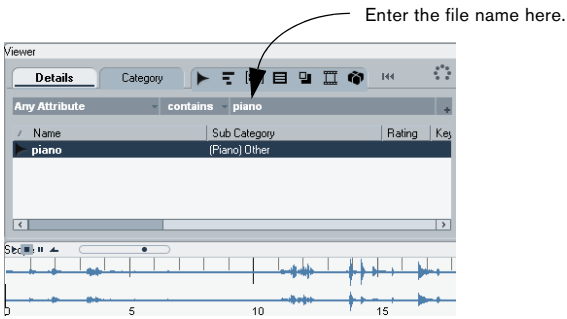 Enter the file name here.
Viewer
Details Category
Any Attribute contains piano
Name Sub Category Rating Key
piano (Piano) Other
0 5 10 15